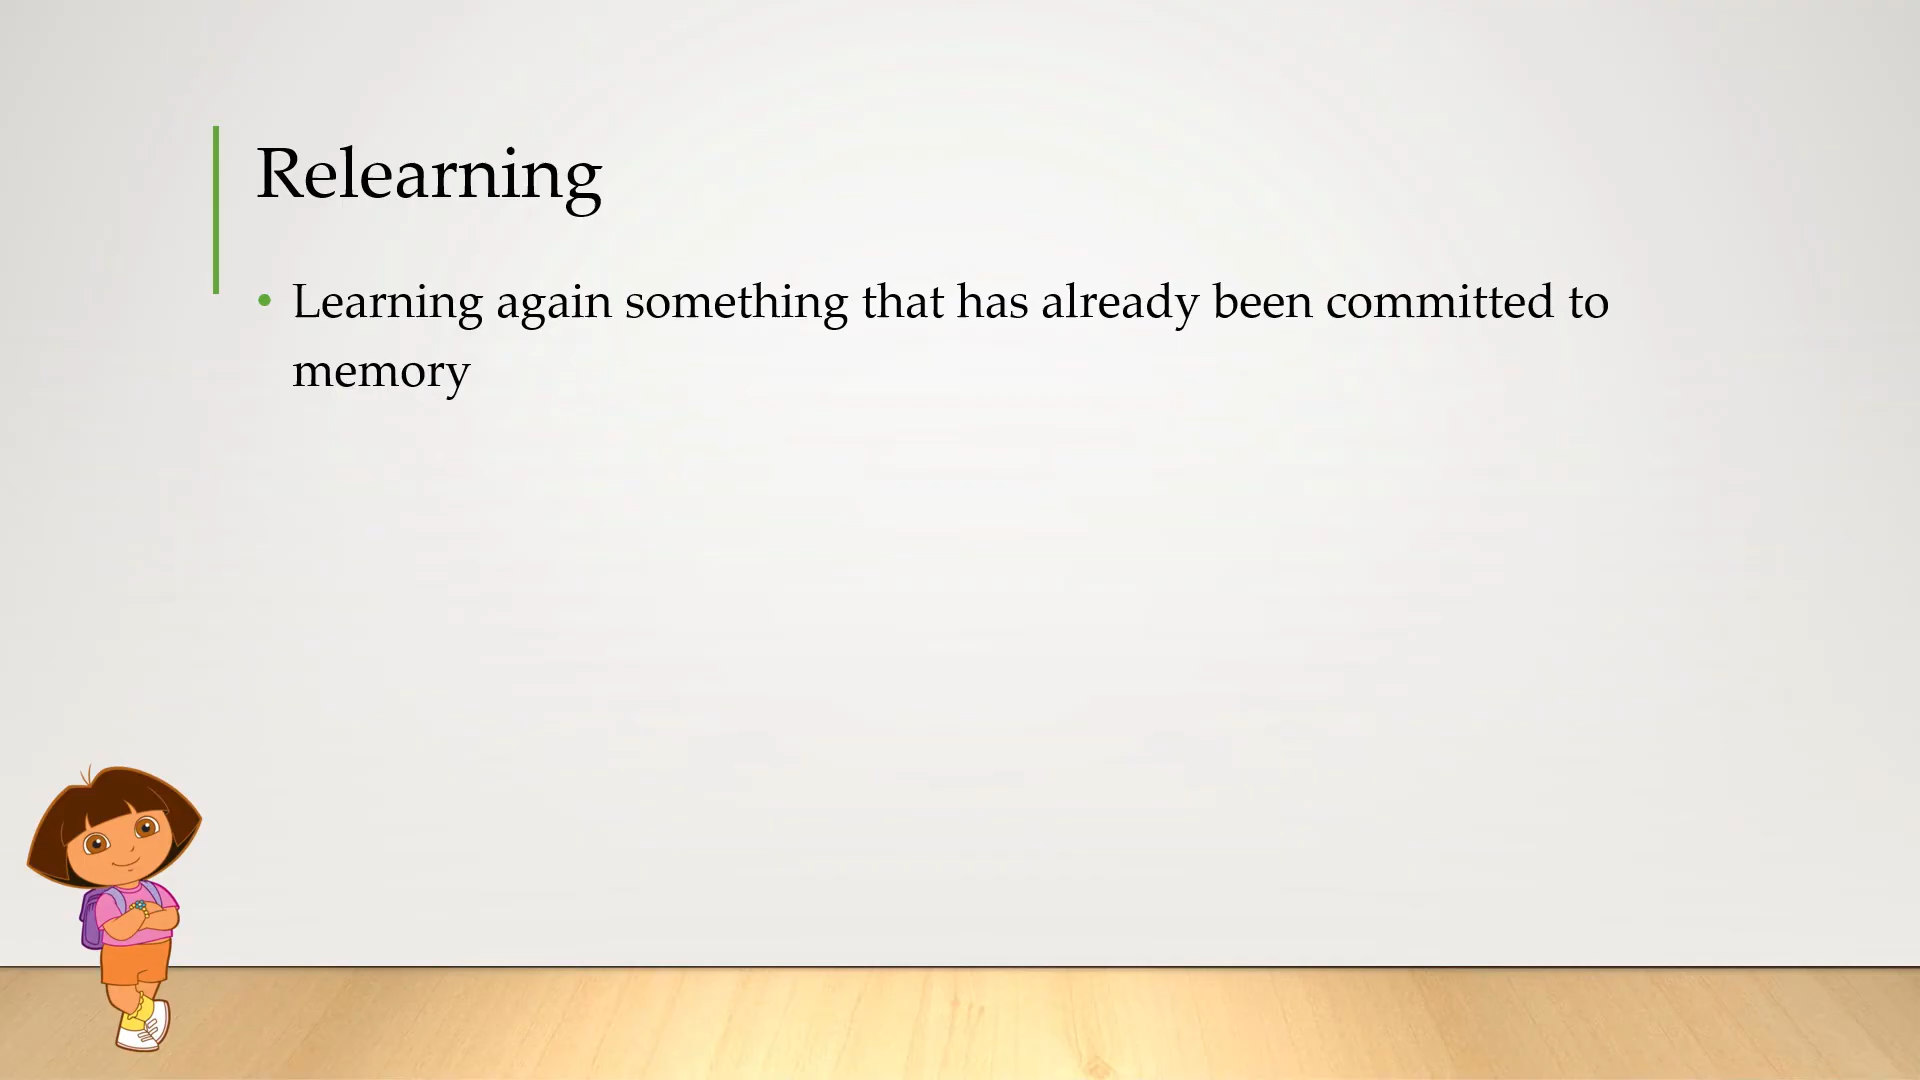 Relearning
• Learning again something that has already been committed to
memory